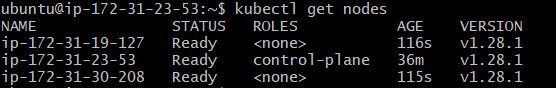 ubuntu@ip-172-31-23-53:~$ kubectl get nodes
NAME STATUS ROLES AGE VERSION
ip-172-31-19-127 Ready <none> 116s v1.28.1
ip-172-31-23-53 Ready control-plane 36m v1.28.1
ip-172-31-30-208 Ready <none> 115s v1.28.1